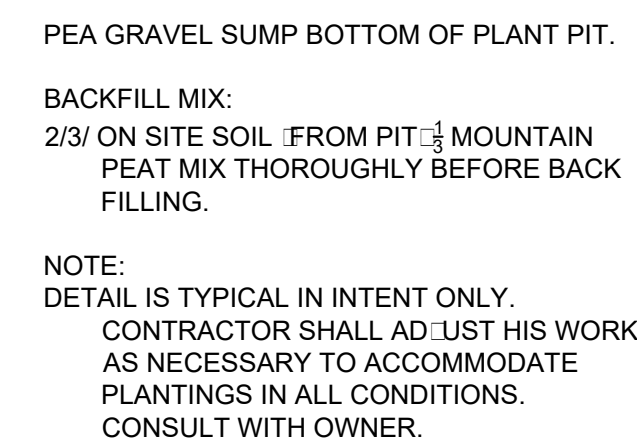 PEA GRAVEL SUMP BOTTOM OF PLANT PIT.
BACKFILL MIX:
2/3/ ON SITE SOIL □FROM PIT□ 1/3 MOUNTAIN
PEAT MIX THOROUGHLY BEFORE BACK
FILLING.
NOTE:
DETAIL IS TYPICAL IN INTENT ONLY.
CONTRACTOR SHALL AD□UST HIS WORK
AS NECESSARY TO ACCOMMODATE
PLANTINGS IN ALL CONDITIONS.
CONSULT WITH OWNER.